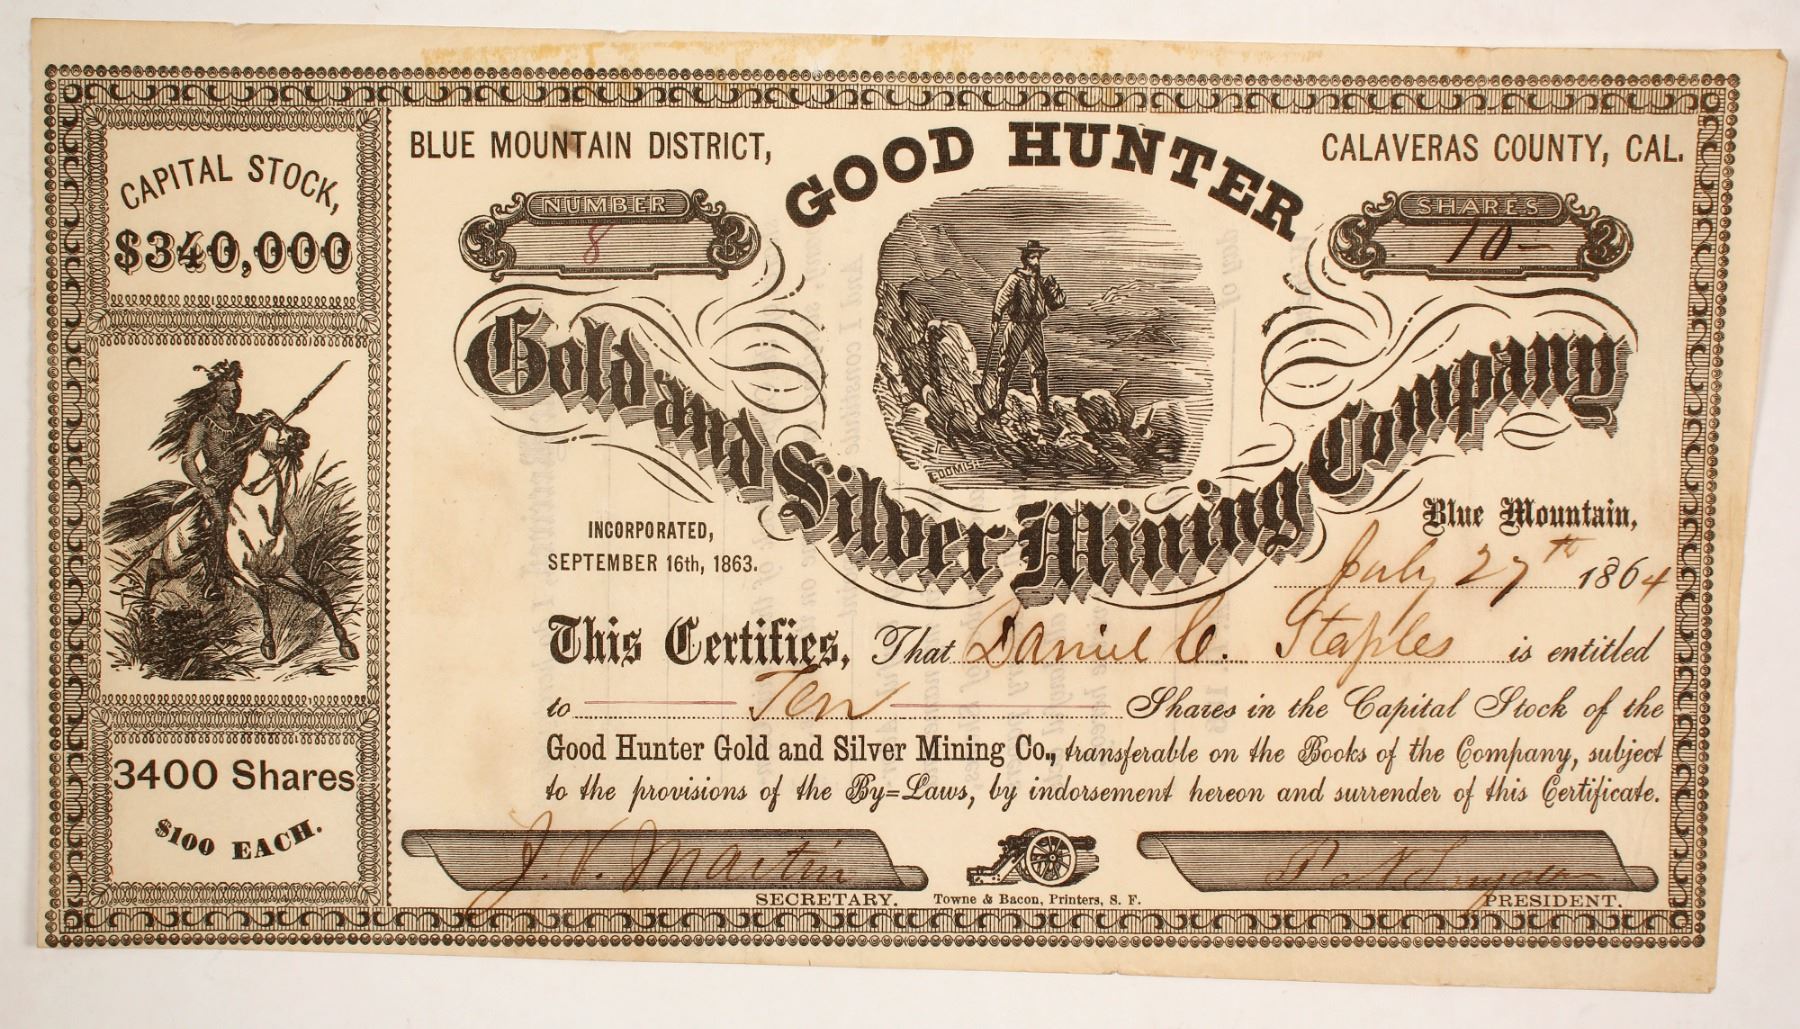 CAPITAL STOCK,
$340,000
3400 Shares
$100 EACH.
BLUE MOUNTAIN DISTRICT,
GOOD HUNTER
CALAVERAS COUNTY, CAL.
NUMBER
8
SHARES
10-
Gold and Silver Mining Company
INCORPORATED,
SEPTEMBER 16th, 1863.
Blue Mountain,
July 27th 1864
This Certifies, That Daniel C. Staples is entitled
to Ten Shares in the Capital Stock of the
Good Hunter Gold and Silver Mining Co., transferable on the Books of the Company, subject
to the provisions of the By=Laws, by indorsement hereon and surrender of this Certificate.
J. V. Martin
SECRETARY.
Towne & Bacon, Printers, S. F.
PRESIDENT.